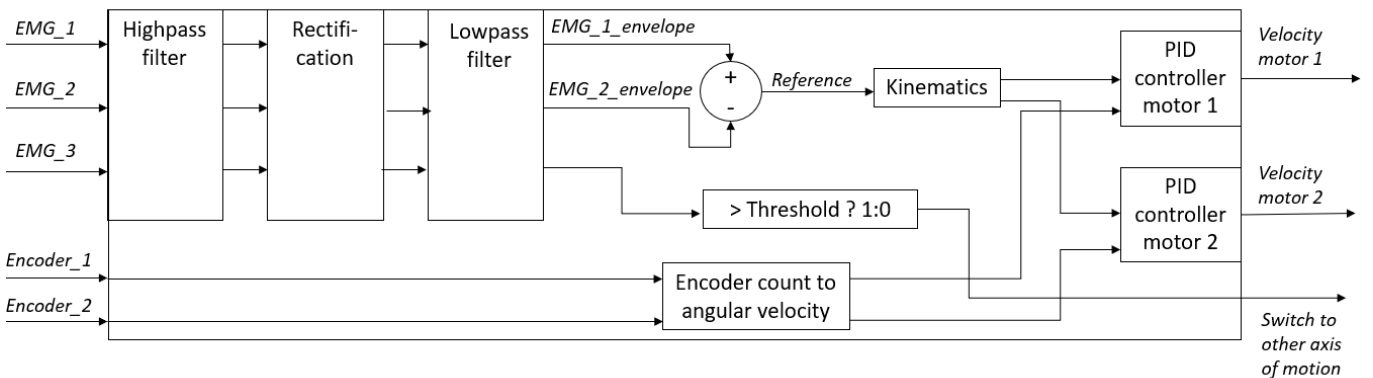 EMG_1
EMG_2
EMG_3
Highpass
filter
Rectifi-
cation
Lowpass
filter
EMG_1_envelope
EMG_2_envelope
+
-
Reference
Kinematics
PID
controller
motor 1
Velocity
motor 1
PID
controller
motor 2
Velocity
motor 2
> Threshold ? 1:0
Encoder_1
Encoder_2
Encoder count to
angular velocity
Switch to
other axis
of motion